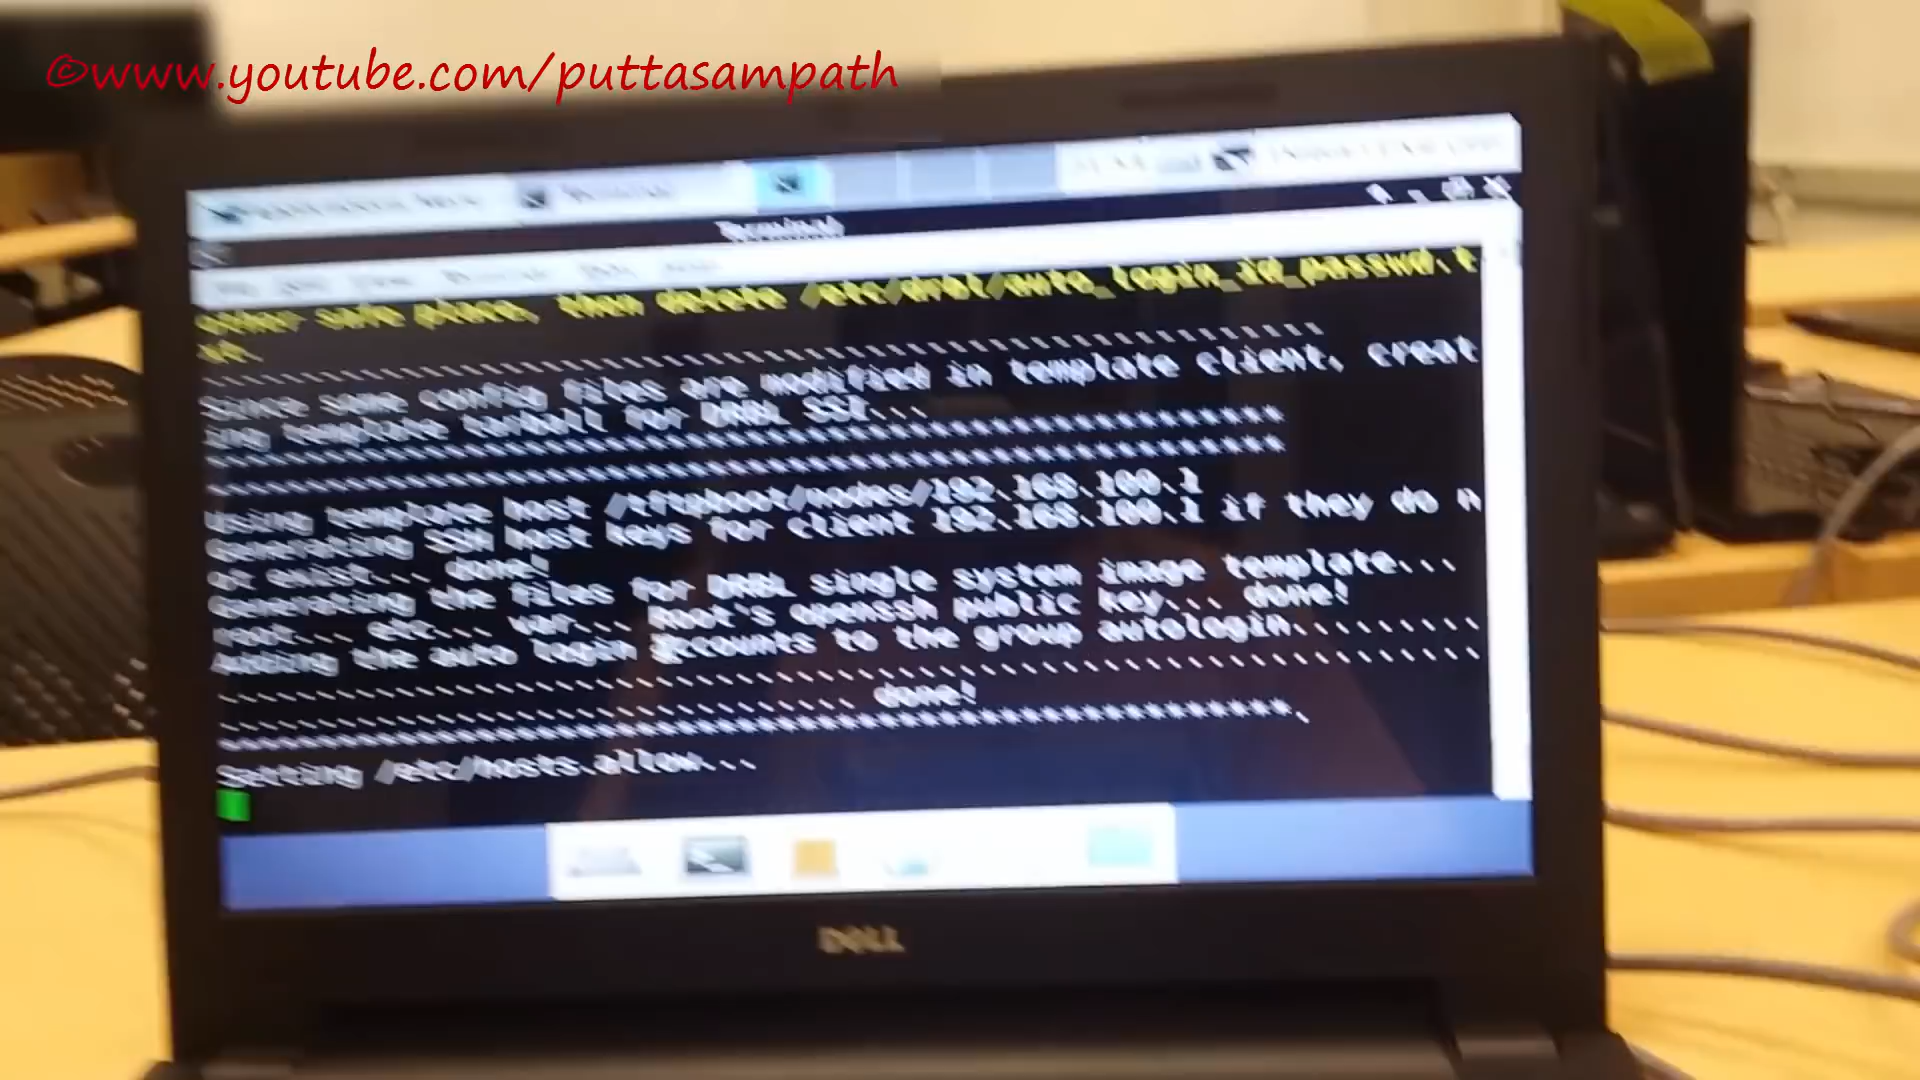 ©www.youtube.com/puttasampath
Terminal
other safe place, then delete /etc/drbl/auto_login_id_passwd.t
xt.
Since some config files are modified in template client, creat
ing template tarball for DRBL SSI...
*****************************************************
*****************************************************
Using template host /tftpboot/nodes/192.168.100.1
Generating SSH host keys for client 192.168.100.1 if they do n
ot exist... done!
Generating the files for DRBL single system image template...
root... etc... var... Root's openssh public key... done!
Adding the auto login accounts to the group autologin.........
..............................................................
................................ done!
*****************************************************.
Setting /etc/hosts.allow...
DELL